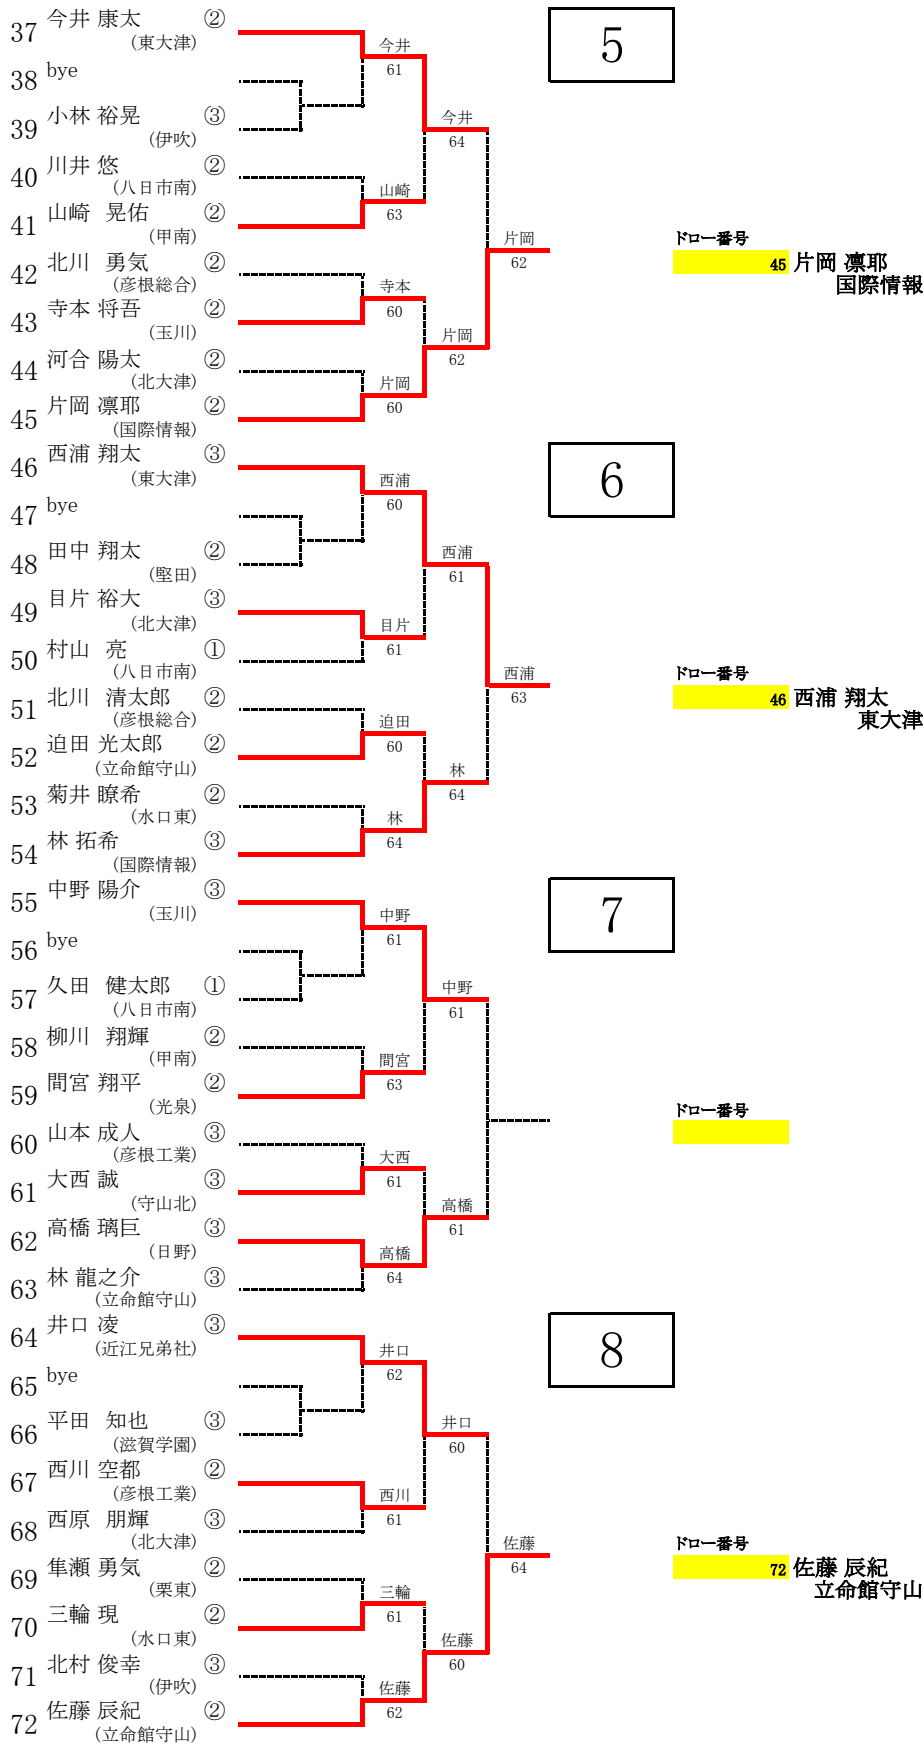 37 今井 康太 ②
(東大津)
38 bye
39 小林 裕晃 ③
(伊吹)
今井
61
40 川井 悠 ②
(八日市南)
41 山崎 晃佑 ②
(甲南)
山崎
63
今井
64
42 北川 勇気 ②
(彦根総合)
43 寺本 将吾 ②
(玉川)
寺本
60
44 河合 陽太 ②
(北大津)
45 片岡 凛耶 ②
(国際情報)
片岡
60
片岡
62
片岡
62
5
ドロー番号
45 片岡 凛耶
国際情報
46 西浦 翔太 ③
(東大津)
47 bye
48 田中 翔太 ②
(堅田)
西浦
60
49 目片 裕大 ③
(北大津)
50 村山 亮 ①
(八日市南)
目片
61
西浦
61
51 北川 清太郎 ②
(彦根総合)
52 迫田 光太郎 ②
(立命館守山)
迫田
60
53 菊井 瞭希 ②
(水口東)
54 林 拓希 ③
(国際情報)
林
64
林
64
西浦
63
6
ドロー番号
46 西浦 翔太
東大津
55 中野 陽介 ③
(玉川)
56 bye
57 久田 健太郎 ①
(八日市南)
中野
61
58 柳川 翔輝 ②
(甲南)
59 間宮 翔平 ②
(光泉)
間宮
63
中野
61
60 山本 成人 ③
(彦根工業)
61 大西 誠 ③
(守山北)
大西
61
62 高橋 璃巨 ③
(日野)
63 林 龍之介 ③
(立命館守山)
高橋
64
高橋
61
7
ドロー番号
64 井口 凌 ③
(近江兄弟社)
65 bye
66 平田 知也 ③
(滋賀学園)
井口
62
67 西川 空都 ②
(彦根工業)
68 西原 朋輝 ③
(北大津)
西川
61
井口
60
69 隼瀬 勇気 ②
(栗東)
70 三輪 現 ②
(水口東)
三輪
61
71 北村 俊幸 ③
(伊吹)
72 佐藤 辰紀 ②
(立命館守山)
佐藤
62
佐藤
60
佐藤
64
8
ドロー番号
72 佐藤 辰紀
立命館守山